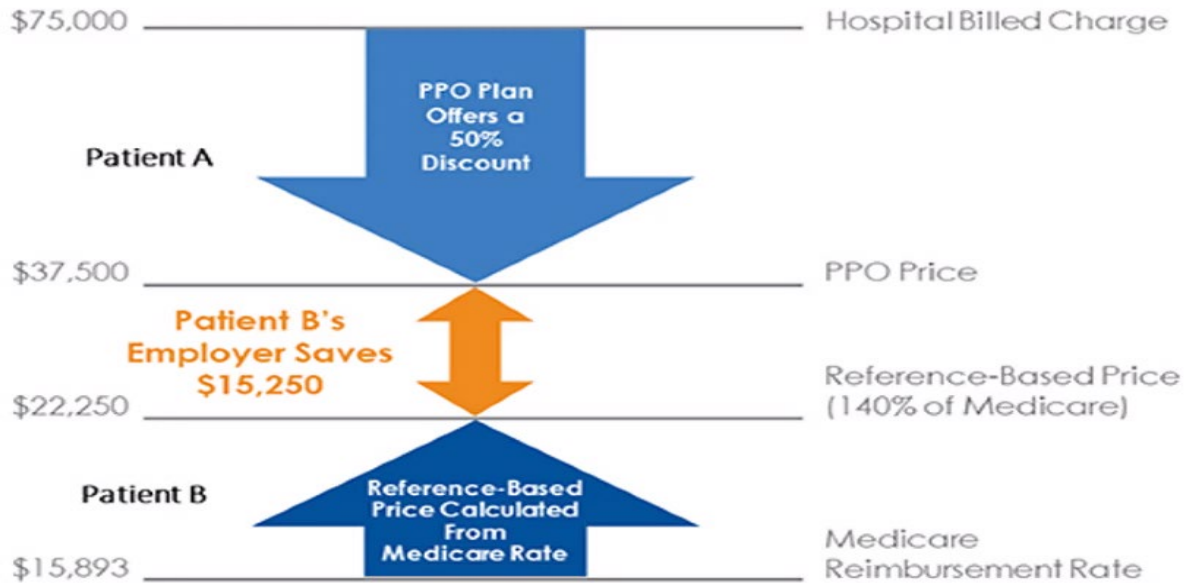 $75,000
Hospital Billed Charge
PPO Plan
Offers a
50%
Discount
Patient A
$37,500
PPO Price
Patient B's
Employer Saves
$15,250
$22,250
Reference-Based Price
(140% of Medicare)
Patient B
Reference-Based
Price Calculated
From
Medicare Rate
$15,893
Medicare
Reimbursement Rate